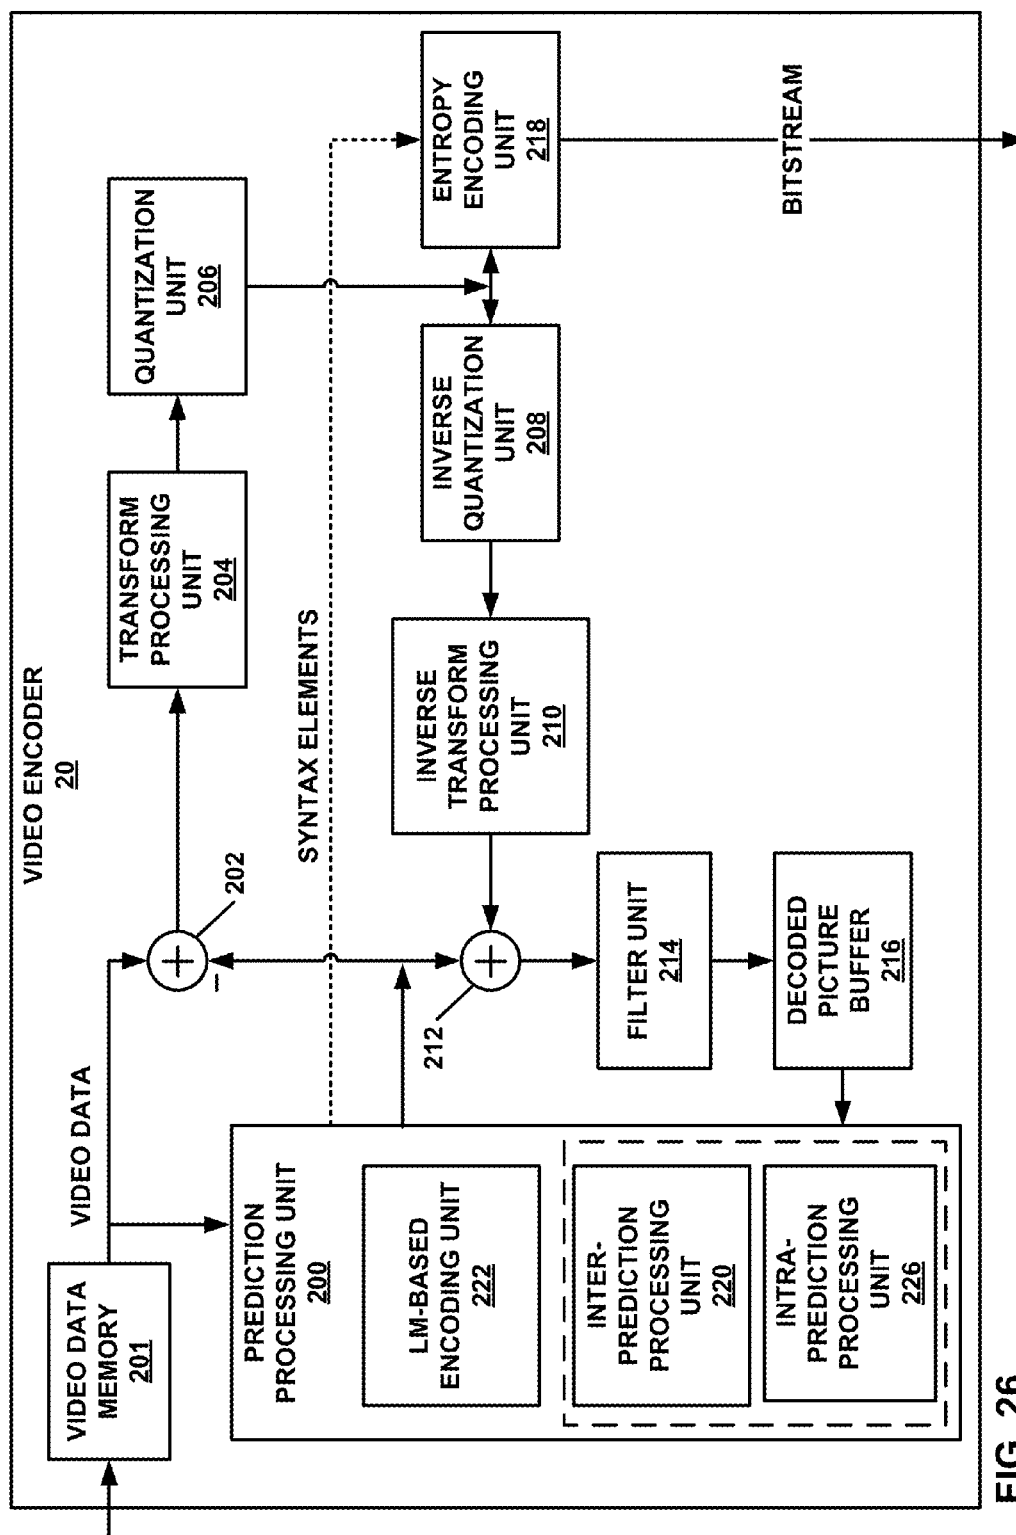 VIDEO ENCODER
20
VIDEO DATA
MEMORY
201
VIDEO DATA
202
TRANSFORM
PROCESSING
UNIT
204
QUANTIZATION
UNIT
206
SYNTAX ELEMENTS
PREDICTION
PROCESSING UNIT
200
LM-BASED
ENCODING UNIT
222
INTER-
PREDICTION
PROCESSING
UNIT
220
INTRA-
PREDICTION
PROCESSING
UNIT
226
212
INVERSE
TRANSFORM
PROCESSING
UNIT
210
INVERSE
QUANTIZATION
UNIT
208
ENTROPY
ENCODING
UNIT
218
FILTER UNIT
214
DECODED
PICTURE
BUFFER
216
BITSTREAM
FIG. 26